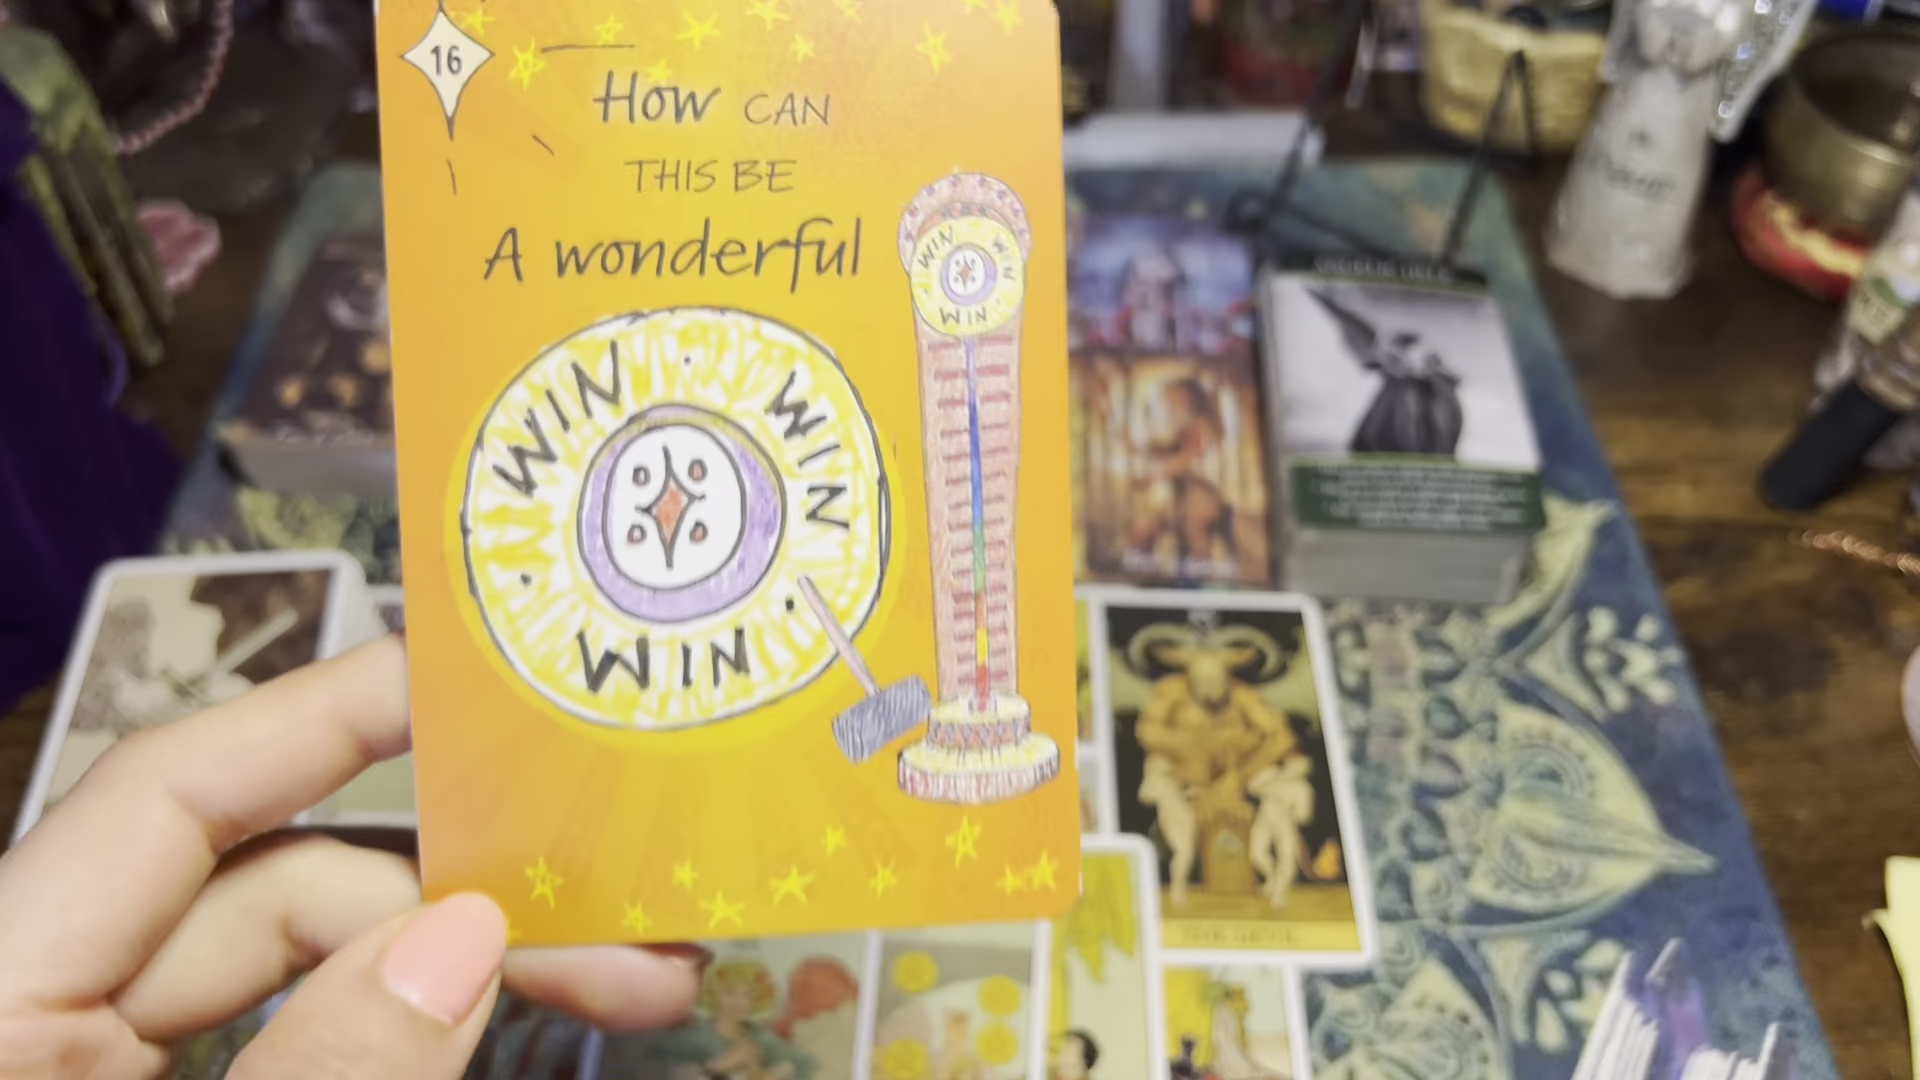 16
How CAN
THIS BE
A wonderful
WIN WIN
WIN
WIN WIN
WIN
THE DEVIL